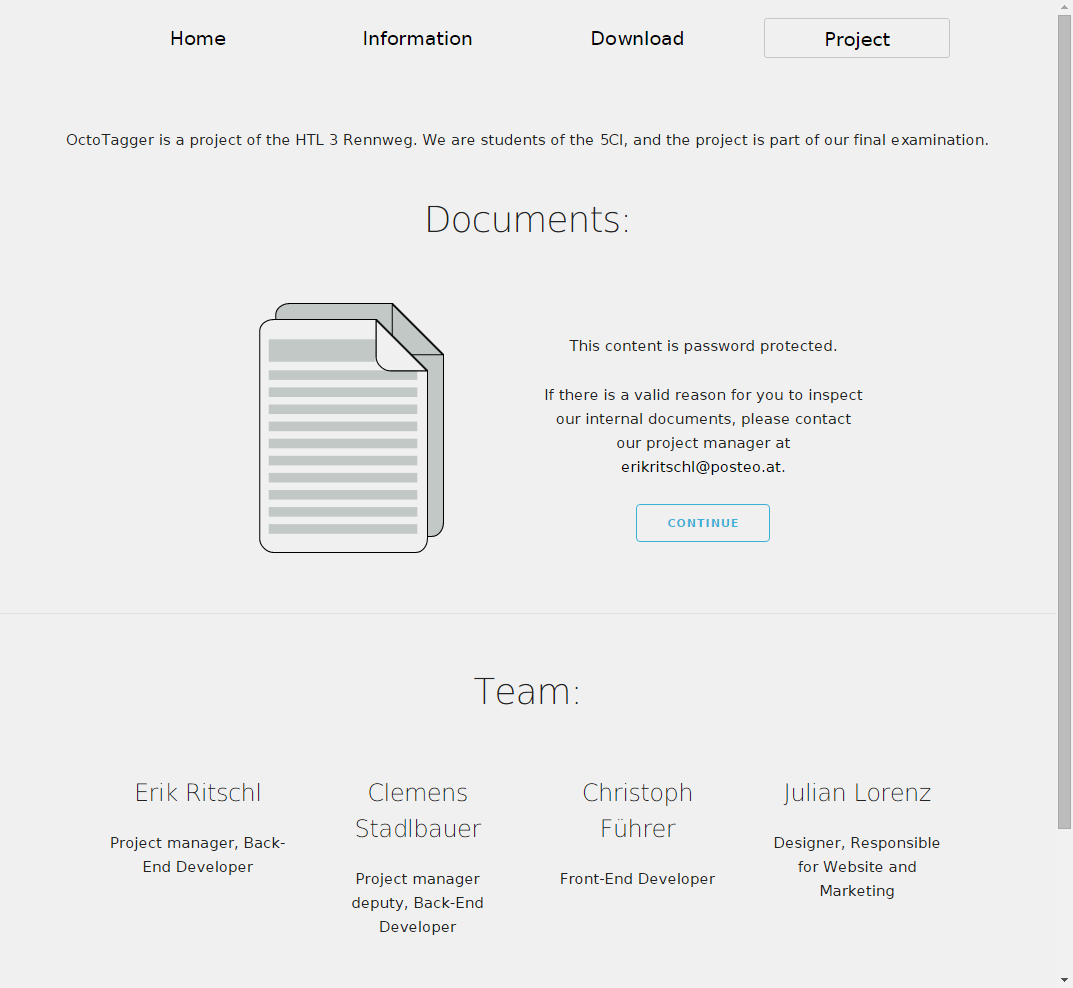 Home Information Download Project
OctoTagger is a project of the HTL 3 Rennweg. We are students of the 5CI, and the project is part of our final examination.
Documents:
This content is password protected.
If there is a valid reason for you to inspect
our internal documents, please contact
our project manager at
erikritschl@posteo.at.
CONTINUE
Team:
Erik Ritschl
Project manager, Back-
End Developer
Clemens
Stadlbauer
Project manager
deputy, Back-End
Developer
Christoph
Führer
Front-End Developer
Julian Lorenz
Designer, Responsible
for Website and
Marketing